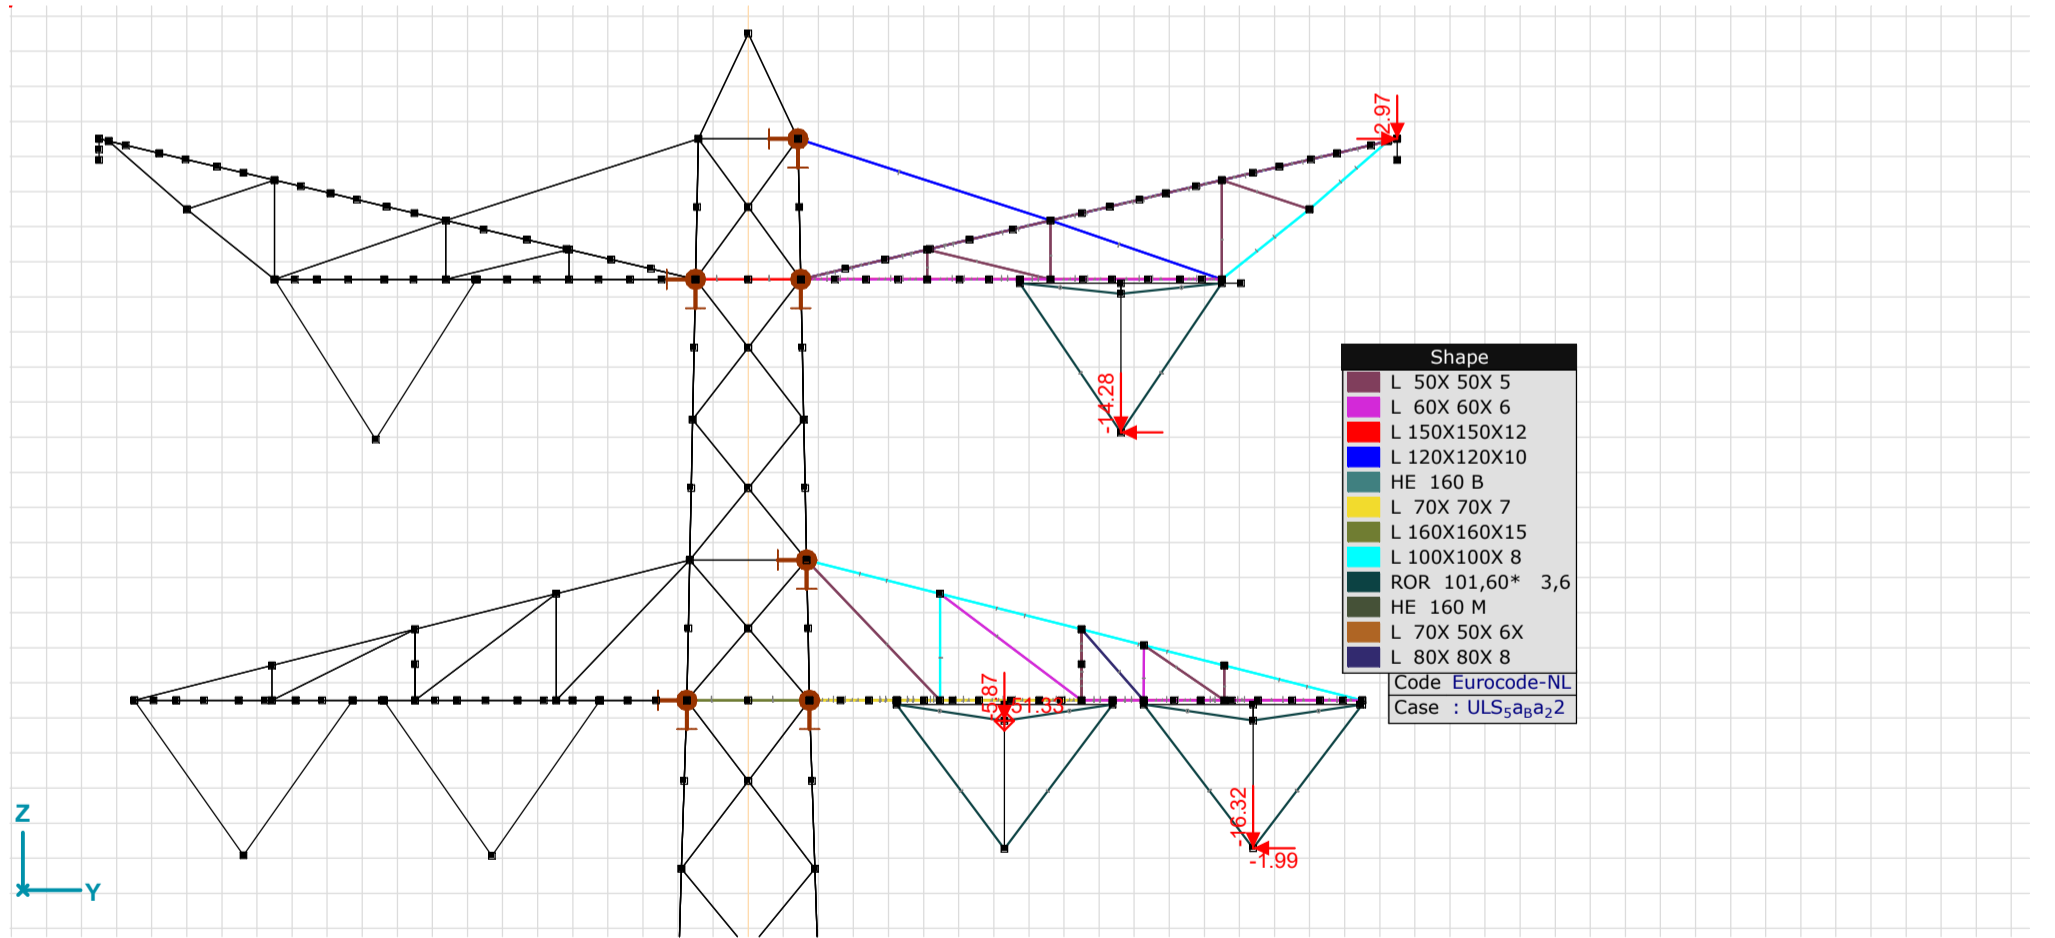 2.97
-14.28
Shape
L 50X 50X 5
L 60X 60X 6
L 150X150X12
L 120X120X10
HE 160 B
L 70X 70X 7
L 160X160X15
L 100X100X 8
ROR 101,60* 3,6
HE 160 M
L 70X 50X 6X
L 80X 80X 8
Code Eurocode-NL
Case : ULS5aBa22
51.33
-16.32
-1.99
Z
Y